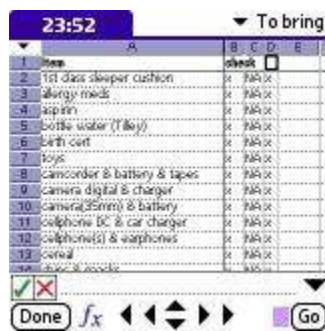 23:52 To bring
A B C D E
1 Item check
2 1st class sleeper cushion x NA x
3 allergy meds x NA x
4 aspirin x NA x
5 bottle water (Tilley) x NA x
6 birth cert x NA x
7 toys x NA x
8 camcorder & battery & tapes x NA x
9 camera digital & charger x NA x
10 camera(35mm) & battery x NA x
11 cellphone DC & car charger x NA x
12 cellphone(s) & earphones x NA x
13 cereal x NA x
Done fx Go